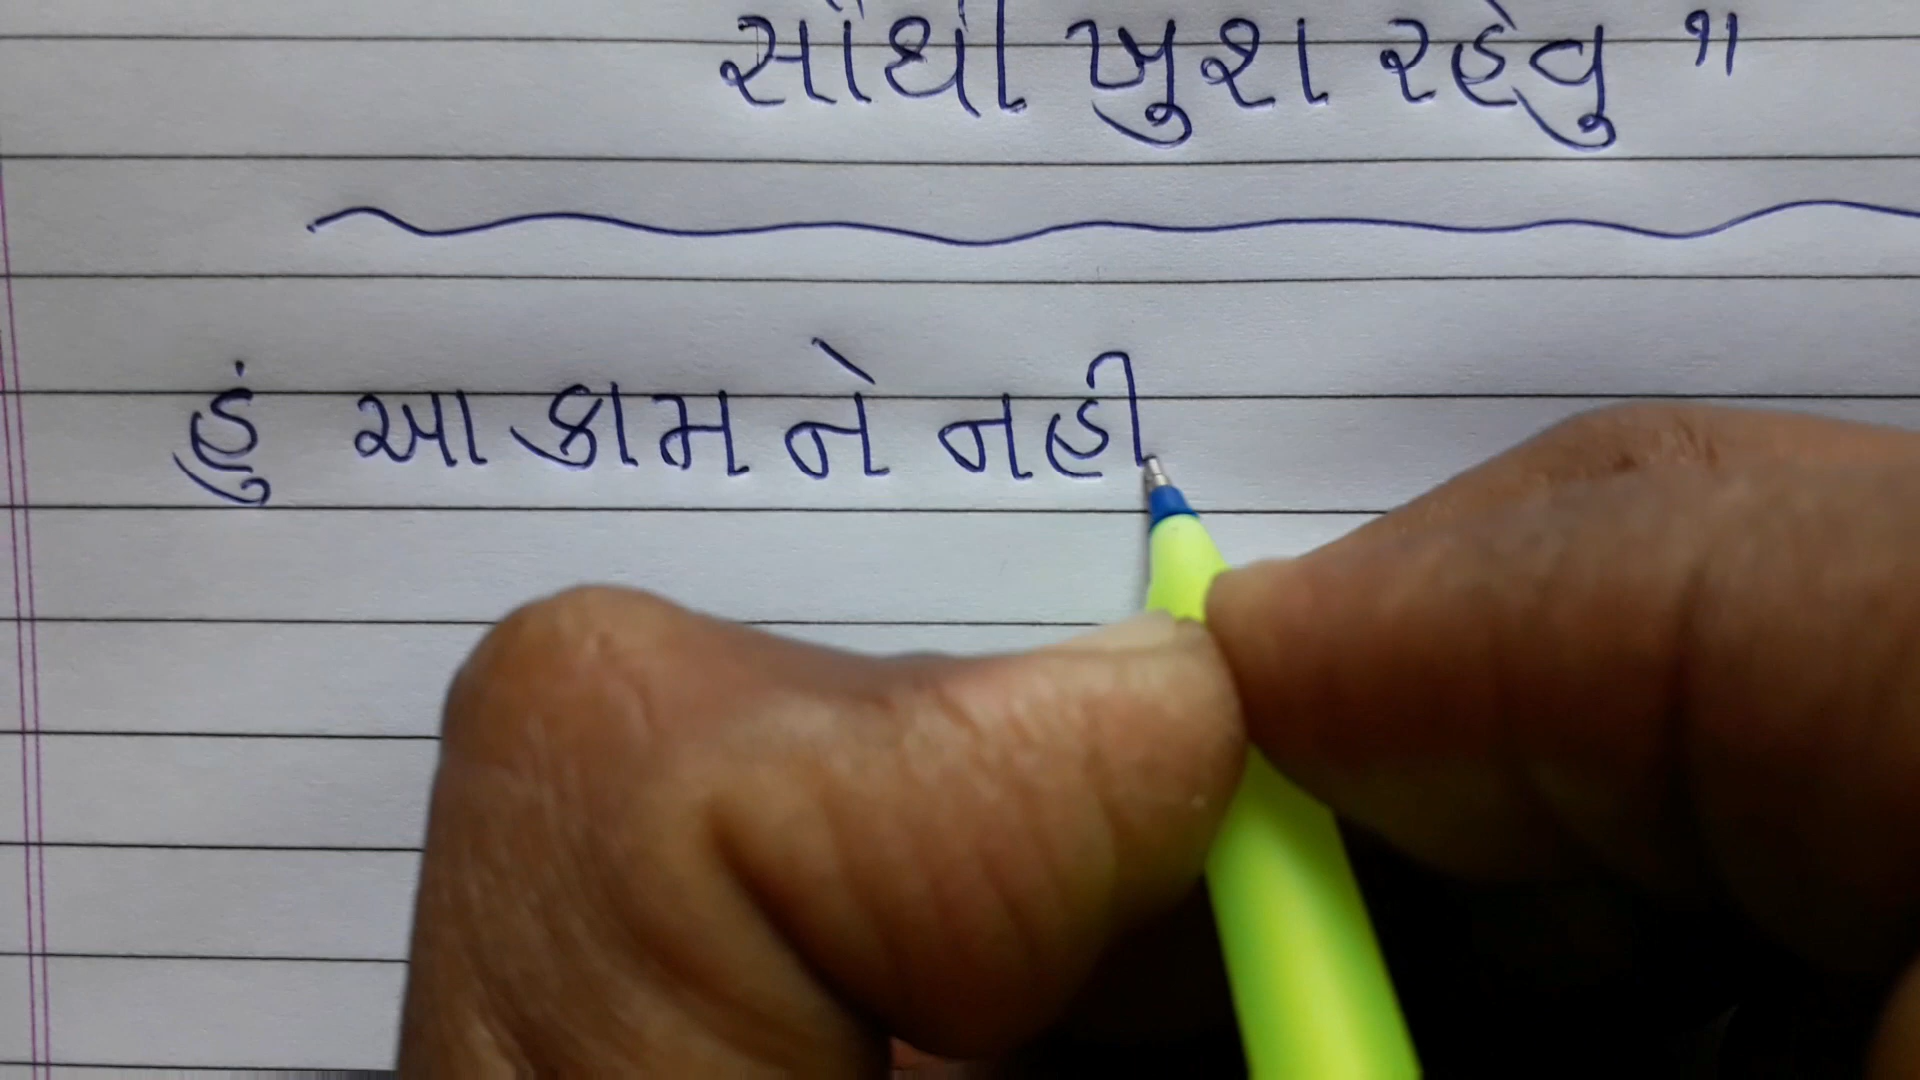 સાંથી ખુશ રહેવુ "
હું આ કામ ને નહી